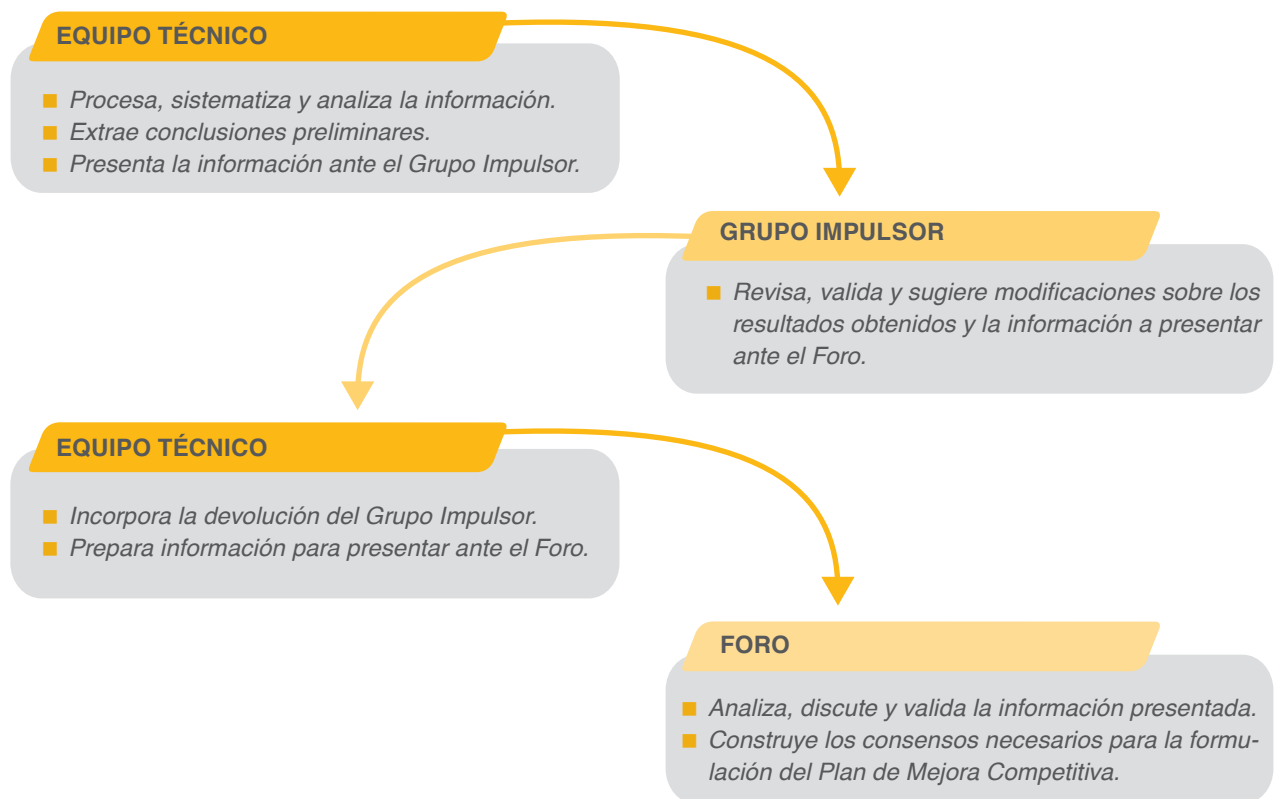 EQUIPO TÉCNICO
■ Procesa, sistematiza y analiza la información.
■ Extrae conclusiones preliminares.
■ Presenta la información ante el Grupo Impulsor.
GRUPO IMPULSOR
■ Revisa, valida y sugiere modificaciones sobre los
resultados obtenidos y la información a presentar
ante el Foro.
EQUIPO TÉCNICO
■ Incorpora la devolución del Grupo Impulsor.
■ Prepara información para presentar ante el Foro.
FORO
■ Analiza, discute y valida la información presentada.
■ Construye los consensos necesarios para la formu-
lación del Plan de Mejora Competitiva.